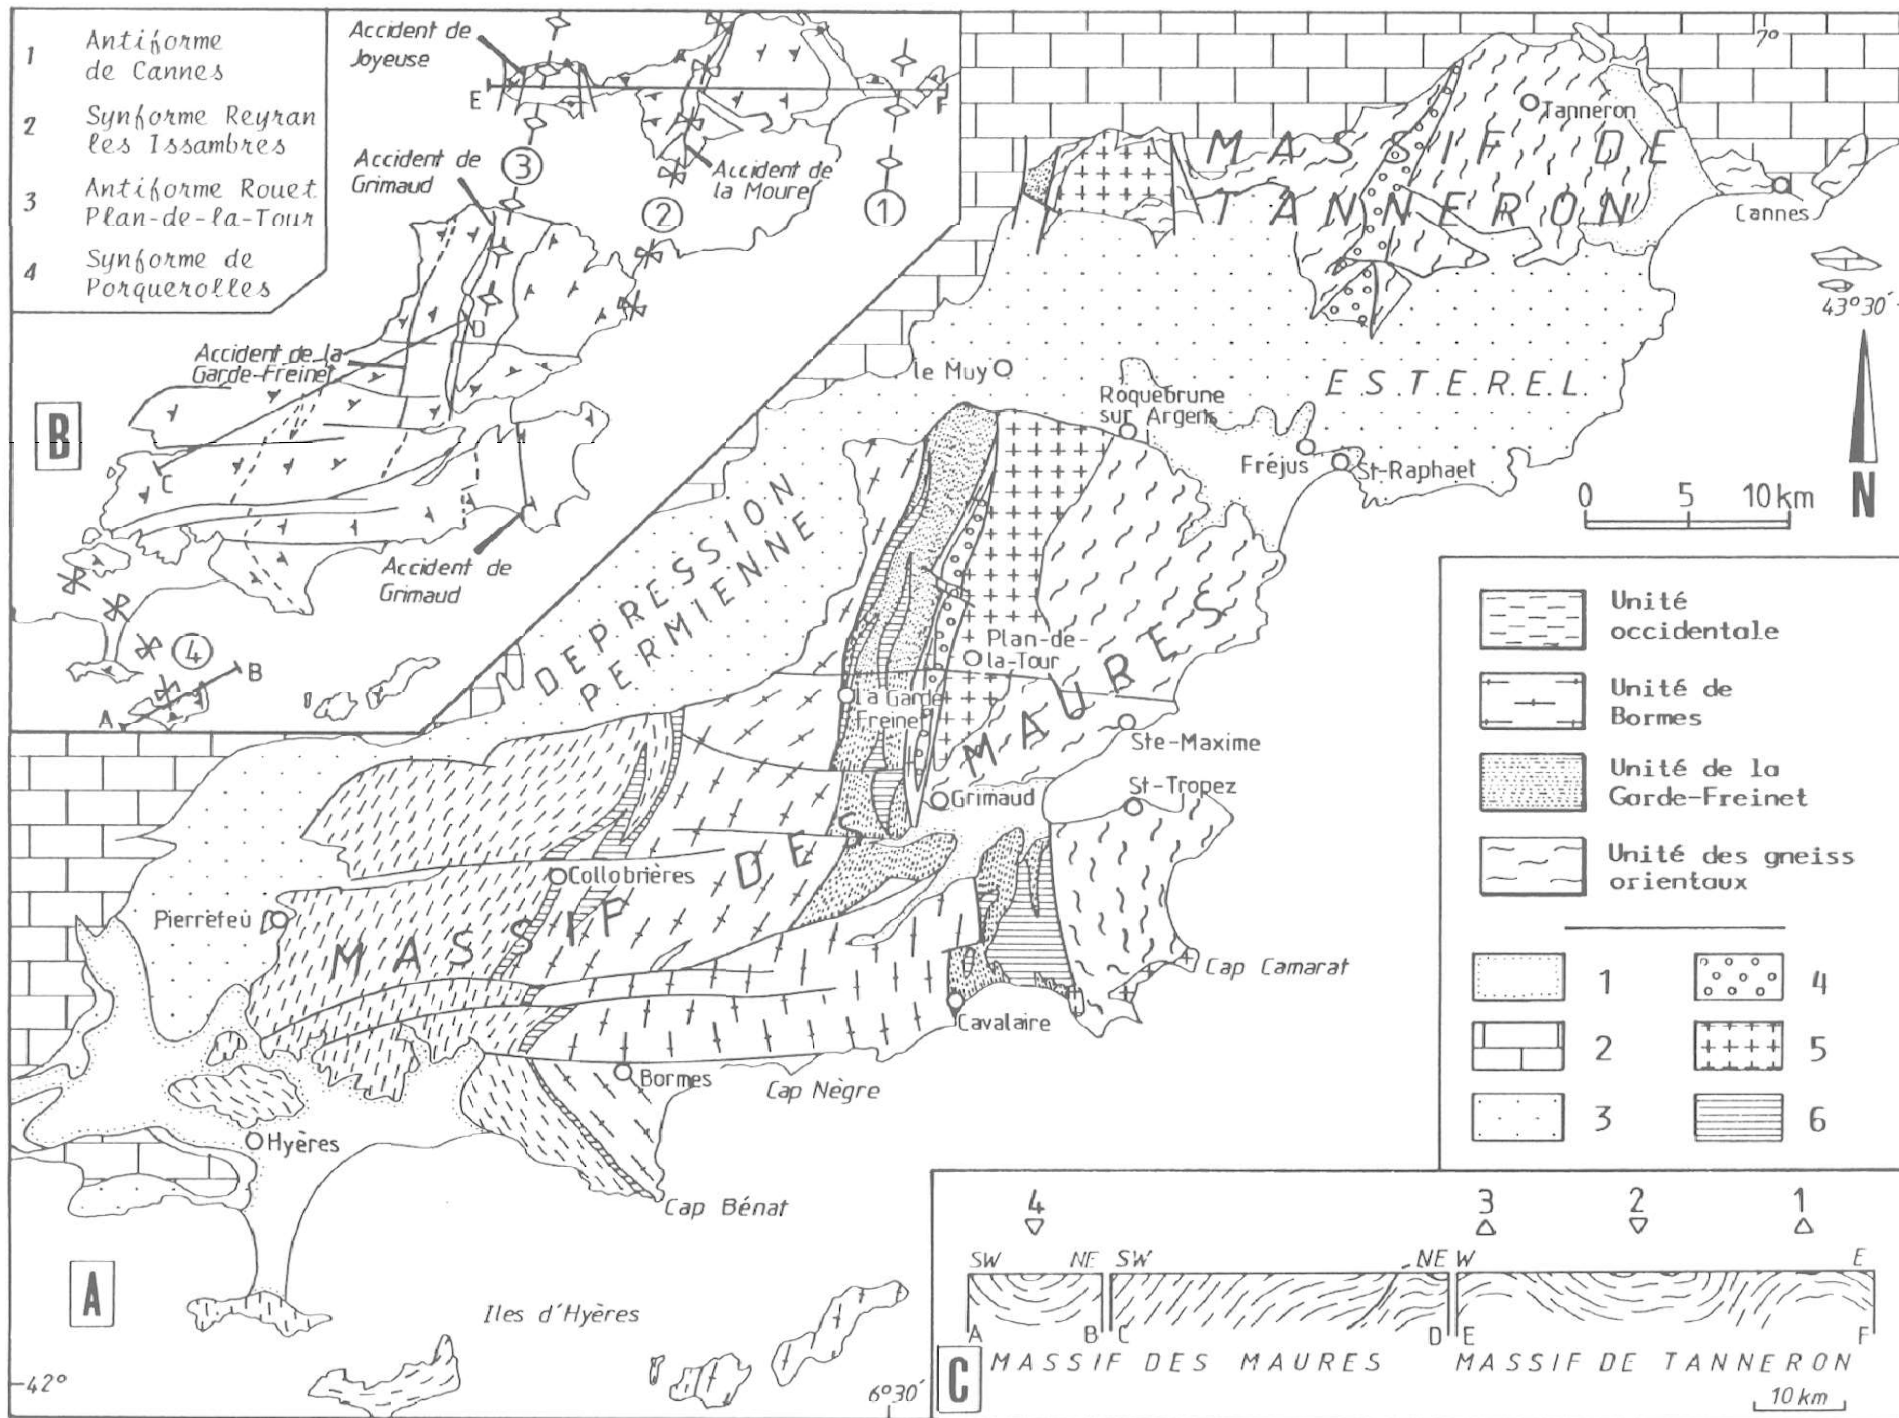 1
Antiforme
de Cannes
2
Synforme Reyran
les Issambres
3
Antiforme Rouet
Plan-de-la-Tour
4
Synforme de
Porquerolles
Accident de
Joyeuse
E
F
Accident de
Grimaud
3
2
1
Accident de
la Moure
D
Accident de la
Garde-Freinet
B
C
Accident de
Grimaud
4
B
A
7°
Tanneron
MASSIF DE
TANNERON
Cannes
43°30'
le Muy
ESTEREL
Roquebrune
sur Argens
Fréjus
St-Raphaet
0 5 10 km
N
DEPRESSION
PERMIENNE
Plan-de-
la-Tour
La Garde
Freinet
Ste-Maxime
St-Tropez
Grimaud
MASSIF DES MAURES
Collobrières
Pierrefeu
Cap Camarat
Cavalaire
Bormes
Cap Nègre
Hyères
Cap Bénat
A
Iles d'Hyères
42°
6°30'
Unité
occidentale
Unité de
Bormes
Unité de la
Garde-Freinet
Unité des gneiss
orientaux
1 4
2 5
3 6
4 3 2 1
SW NE SW NE W E
A B C D E F
C
MASSIF DES MAURES MASSIF DE TANNERON
10 km